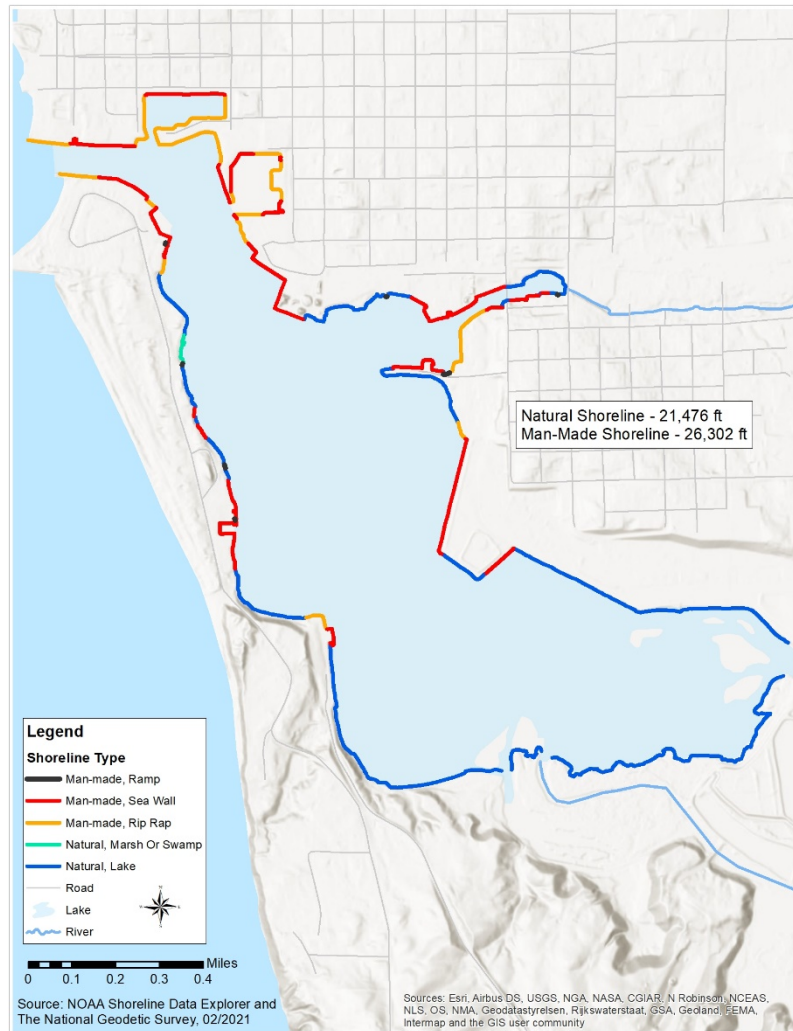 Natural Shoreline - 21,476 ft
Man-Made Shoreline - 26,302 ft
Legend
Shoreline Type
Man-made, Ramp
Man-made, Sea Wall
Man-made, Rip Rap
Natural, Marsh Or Swamp
Natural, Lake
Road
Lake
River
N
Miles
0 0.1 0.2 0.3 0.4
Source: NOAA Shoreline Data Explorer and
The National Geodetic Survey, 02/2021
Sources: Esri, Airbus DS, USGS, NGA, NASA, CGIAR, N Robinson, NCEAS,
NLS, OS, NMA, Geodatastyrelsen, Rijkswaterstaat, GSA, Geoland, FEMA,
Intermap and the GIS user community